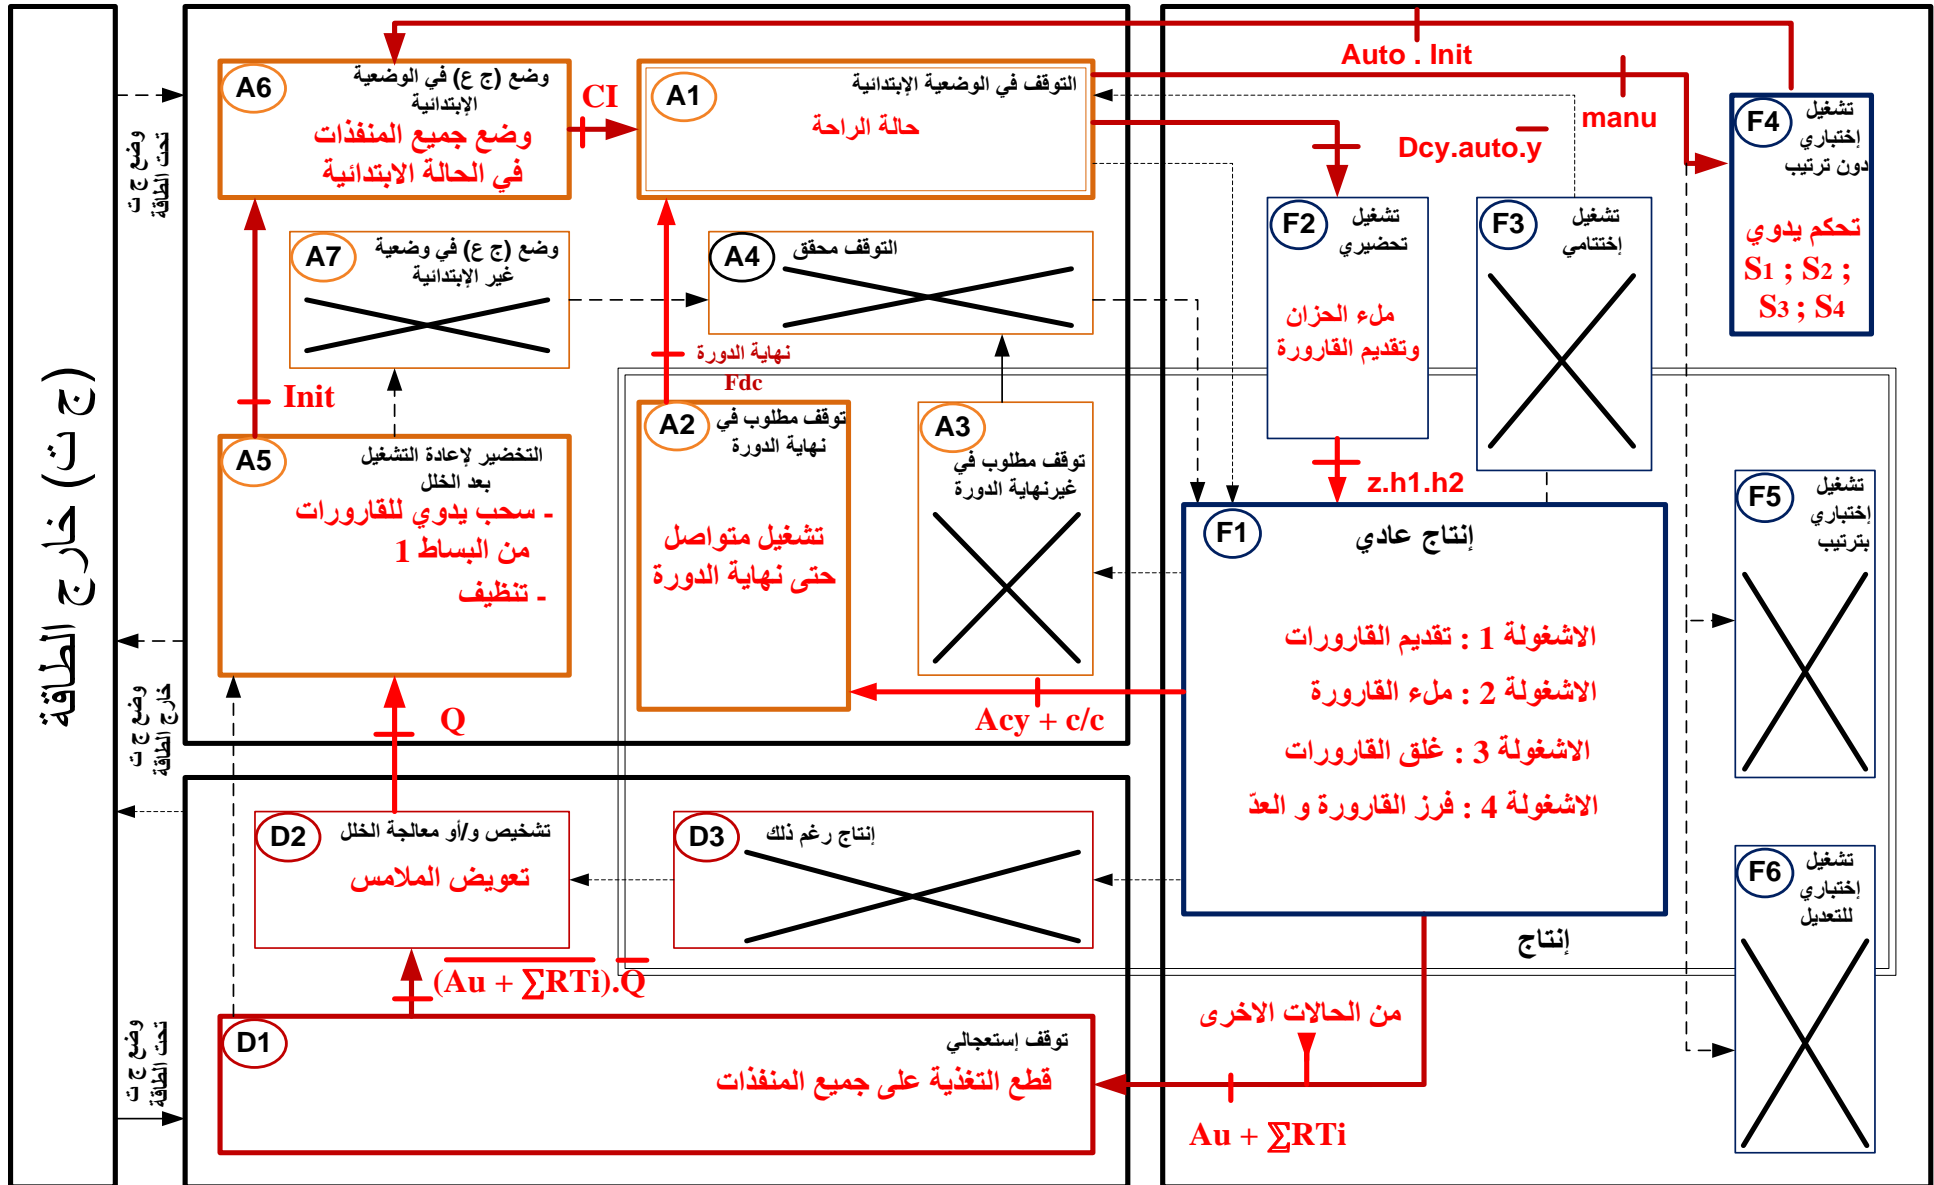 (ج ت) خارج الطاقة
وضع ج ت
تحت الطاقة
وضع ج ت
خارج الطاقة
وضع ج ت
تحت الطاقة
A6
وضع (ج ع) في الوضعية
الإبتدائية
وضع جميع المنفذات
في الحالة الابتدائية
CI
A1
التوقف في الوضعية الإبتدائية
حالة الراحة
Auto . Init
manu
Dcy.auto.y̅
F4
تشغيل
إختباري
دون ترتيب
تحكم يدوي
S1 ; S2 ;
S3 ; S4
A7
وضع (ج ع) في وضعية
غير الإبتدائية
A4
التوقف محقق
F2
تشغيل
تحضيري
ملء الخزان
وتقديم القارورة
F3
تشغيل
إختتامي
Init
نهاية الدورة
Fdc
A5
التخضير لإعادة التشغيل
بعد الخلل
- سحب يدوي للقارورات
من البساط 1
- تنظيف
A2
توقف مطلوب في
نهاية الدورة
تشغيل متواصل
حتى نهاية الدورة
A3
توقف مطلوب في
غيرنهاية الدورة
z.h1.h2
F1
إنتاج عادي
الاشغولة 1 : تقديم القارورات
الاشغولة 2 : ملء القارورة
الاشغولة 3 : غلق القارورات
الاشغولة 4 : فرز القارورة و العدّ
إنتاج
F5
تشغيل
إختباري
بترتيب
F6
تشغيل
إختباري
للتعديل
Q
Acy + c/c
D2
تشخيص و/أو معالجة الخلل
تعويض الملامس
D3
إنتاج رغم ذلك
(Au + ∑RTi).Q
من الحالات الاخرى
D1
توقف إستعجالي
قطع التغذية على جميع المنفذات
Au + ∑RTi